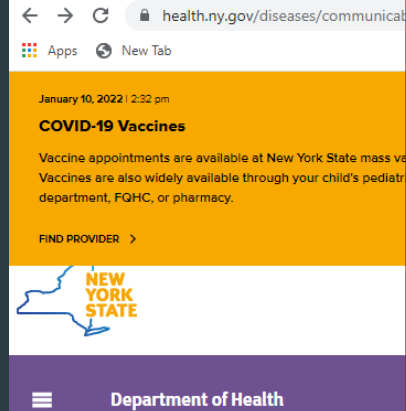 health.ny.gov/diseases/communicab
Apps New Tab
January 10, 2022 | 2:32 pm
COVID-19 Vaccines
Vaccine appointments are available at New York State mass va
Vaccines are also widely available through your child's pediatr
department, FQHC, or pharmacy.
FIND PROVIDER >
NEW
YORK
STATE
Department of Health